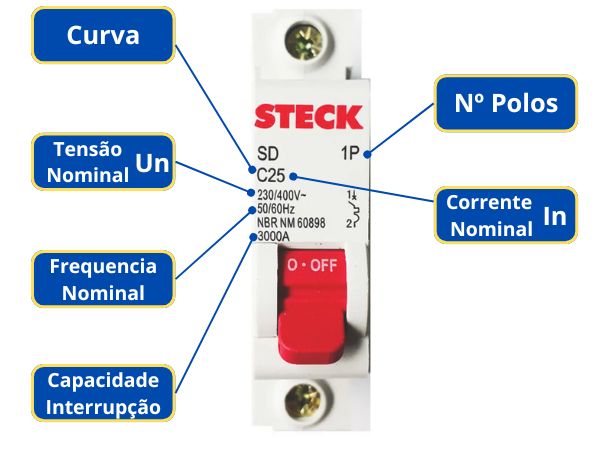 Curva
Nº Polos
Tensão
Nominal Un
Frequencia
Nominal
Capacidade
Interrupção
Corrente
Nominal In
STECK
SD 1P
C25
230/400V~ 1
50/60Hz
NBR NM 60898 2
3000A
O · OFF